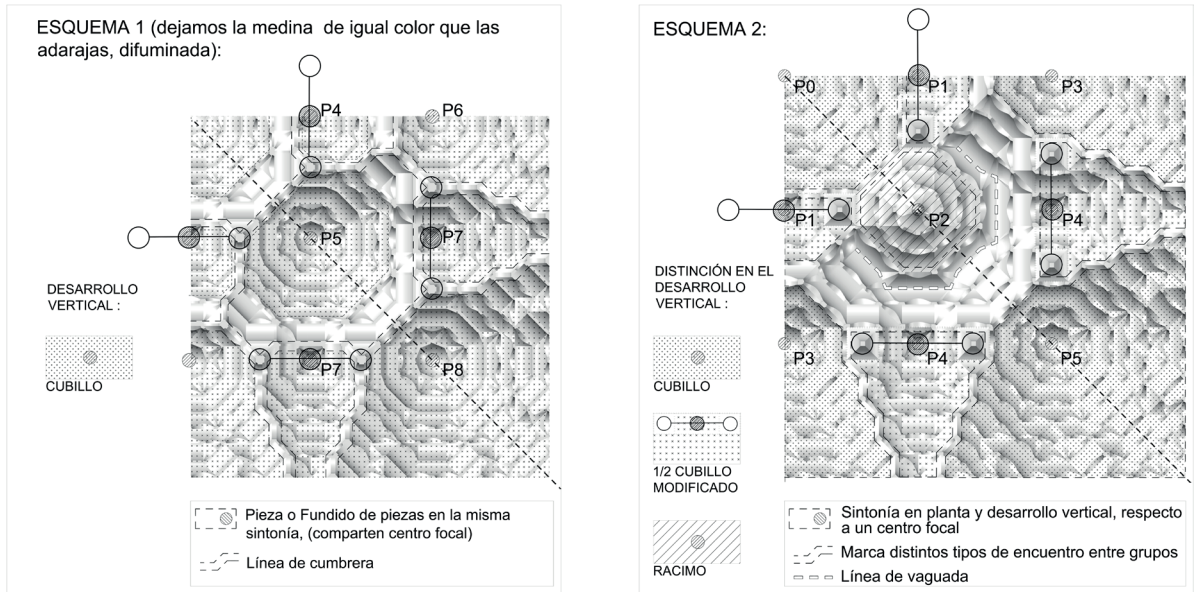 ESQUEMA 1 (dejamos la medina  de igual color que las
adarajas, difuminada):
P4
P6
P5
P7
DESARROLLO
VERTICAL :
CUBILLO
P7
P8
Pieza o Fundido de piezas en la misma
sintonía, (comparten centro focal)
Línea de cumbrera
ESQUEMA 2:
P0
P1
P3
P1
P2
P4
DISTINCIÓN EN EL
DESARROLLO
VERTICAL :
CUBILLO
P3
P4
P5
1/2 CUBILLO
MODIFICADO
RACIMO
Sintonía en planta y desarrollo vertical, respecto
a un centro focal
Marca distintos tipos de encuentro entre grupos
Línea de vaguada